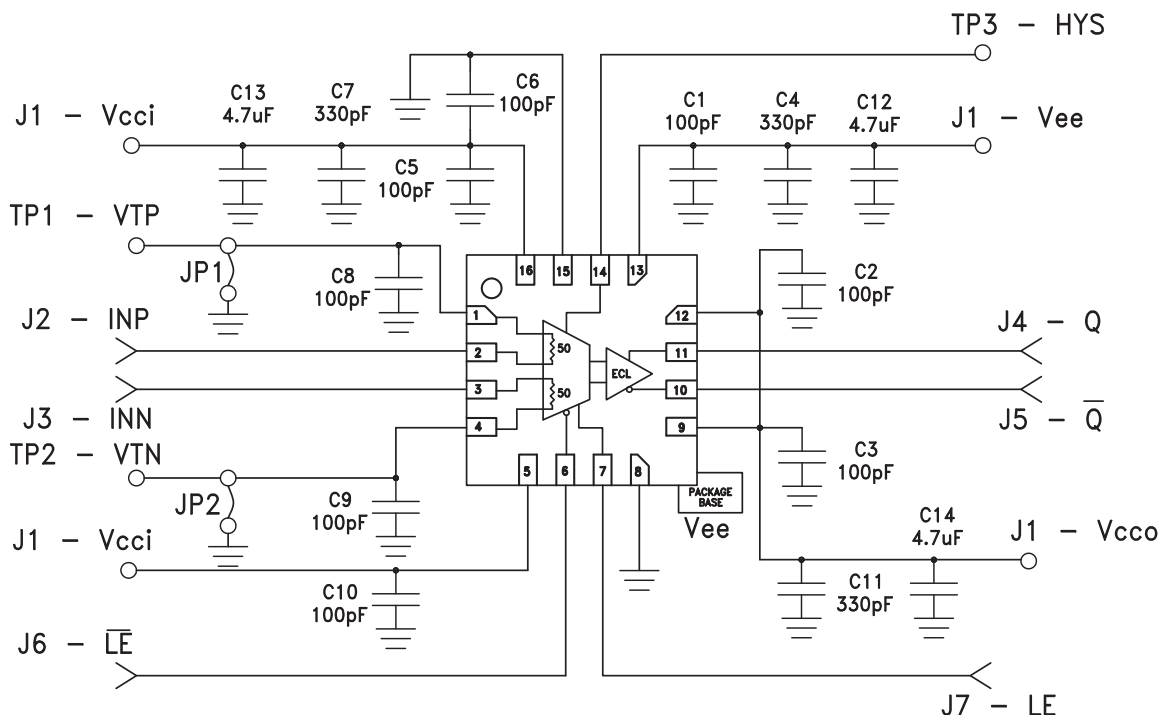 TP3 - HYS
J1 - Vcci
C13
4.7uF
C7
330pF
C6
100pF
C5
100pF
C1
100pF
C4
330pF
C12
4.7uF
J1 - Vee
TP1 - VTP
JP1
C8
100pF
16
15
14
13
C2
100pF
J2 - INP
1
2
3
4
50
50
ECL
12
11
10
9
J4 - Q
J3 - INN
J5 - Q̅
TP2 - VTN
JP2
C9
100pF
5
6
7
8
PACKAGE
BASE
Vee
C3
100pF
J1 - Vcci
C10
100pF
C14
4.7uF
J1 - Vcco
C11
330pF
J6 - L̅E̅
J7 - LE